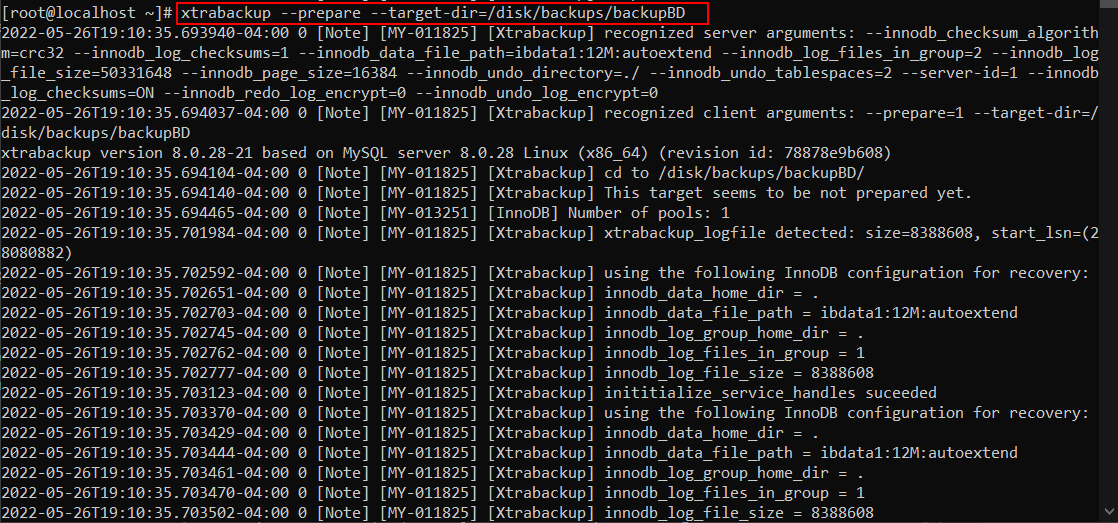 [root@localhost ~]# xtrabackup --prepare --target-dir=/disk/backups/backupBD
2022-05-26T19:10:35.693940-04:00 0 [Note] [MY-011825] [Xtrabackup] recognized server arguments: --innodb_checksum_algorith
m=crc32 --innodb_log_checksums=1 --innodb_data_file_path=ibdata1:12M:autoextend --innodb_log_files_in_group=2 --innodb_log
_file_size=50331648 --innodb_page_size=16384 --innodb_undo_directory=./ --innodb_undo_tablespaces=2 --server-id=1 --innodb
_log_checksums=ON --innodb_redo_log_encrypt=0 --innodb_undo_log_encrypt=0
2022-05-26T19:10:35.694037-04:00 0 [Note] [MY-011825] [Xtrabackup] recognized client arguments: --prepare=1 --target-dir=/
disk/backups/backupBD
xtrabackup version 8.0.28-21 based on MySQL server 8.0.28 Linux (x86_64) (revision id: 78878e9b608)
2022-05-26T19:10:35.694104-04:00 0 [Note] [MY-011825] [Xtrabackup] cd to /disk/backups/backupBD/
2022-05-26T19:10:35.694140-04:00 0 [Note] [MY-011825] [Xtrabackup] This target seems to be not prepared yet.
2022-05-26T19:10:35.694465-04:00 0 [Note] [MY-013251] [InnoDB] Number of pools: 1
2022-05-26T19:10:35.701984-04:00 0 [Note] [MY-011825] [Xtrabackup] xtrabackup_logfile detected: size=8388608, start_lsn=(2
8080882)
2022-05-26T19:10:35.702592-04:00 0 [Note] [MY-011825] [Xtrabackup] using the following InnoDB configuration for recovery:
2022-05-26T19:10:35.702651-04:00 0 [Note] [MY-011825] [Xtrabackup] innodb_data_home_dir = .
2022-05-26T19:10:35.702703-04:00 0 [Note] [MY-011825] [Xtrabackup] innodb_data_file_path = ibdata1:12M:autoextend
2022-05-26T19:10:35.702745-04:00 0 [Note] [MY-011825] [Xtrabackup] innodb_log_group_home_dir = .
2022-05-26T19:10:35.702762-04:00 0 [Note] [MY-011825] [Xtrabackup] innodb_log_files_in_group = 1
2022-05-26T19:10:35.702777-04:00 0 [Note] [MY-011825] [Xtrabackup] innodb_log_file_size = 8388608
2022-05-26T19:10:35.703123-04:00 0 [Note] [MY-011825] [Xtrabackup] inititialize_service_handles suceeded
2022-05-26T19:10:35.703370-04:00 0 [Note] [MY-011825] [Xtrabackup] using the following InnoDB configuration for recovery:
2022-05-26T19:10:35.703429-04:00 0 [Note] [MY-011825] [Xtrabackup] innodb_data_home_dir = .
2022-05-26T19:10:35.703444-04:00 0 [Note] [MY-011825] [Xtrabackup] innodb_data_file_path = ibdata1:12M:autoextend
2022-05-26T19:10:35.703461-04:00 0 [Note] [MY-011825] [Xtrabackup] innodb_log_group_home_dir = .
2022-05-26T19:10:35.703470-04:00 0 [Note] [MY-011825] [Xtrabackup] innodb_log_files_in_group = 1
2022-05-26T19:10:35.703502-04:00 0 [Note] [MY-011825] [Xtrabackup] innodb_log_file_size = 8388608